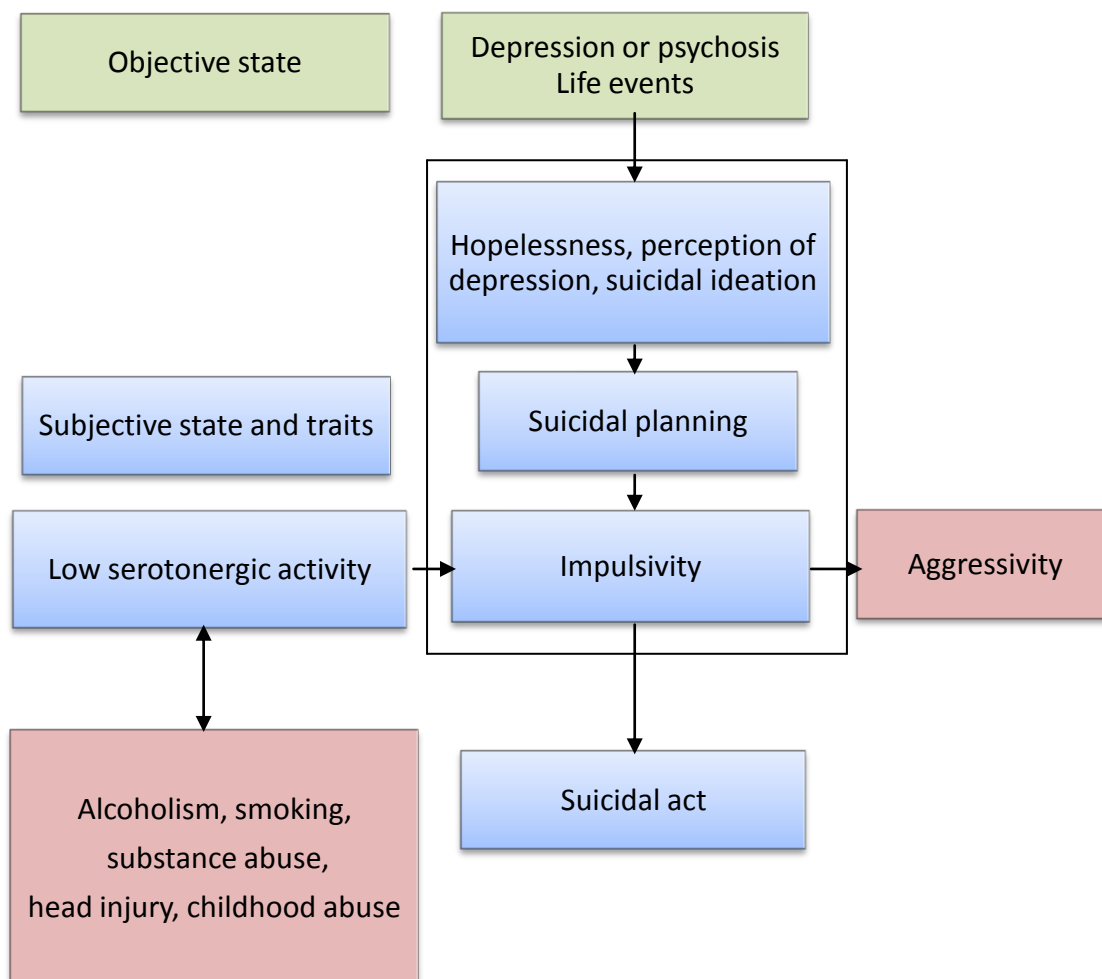 Objective state
Depression or psychosis
Life events
Hopelessness, perception of
depression, suicidal ideation
Subjective state and traits
Suicidal planning
Low serotonergic activity
Impulsivity
Aggressivity
Alcoholism, smoking,
substance abuse,
head injury, childhood abuse
Suicidal act